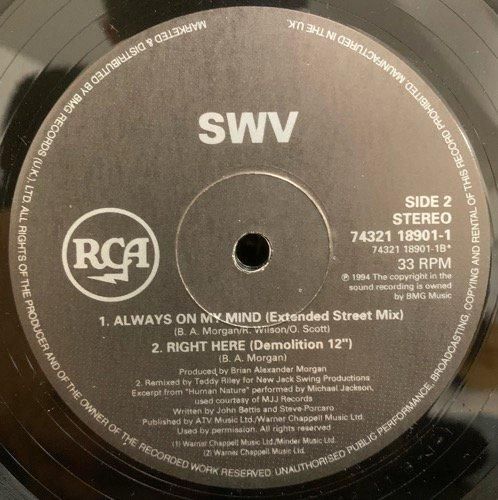 MARKETED & DISTRIBUTED BY BMG RECORDS (U.K.), LTD. ALL RIGHTS OF THE PRODUCER AND OF THE OWNER OF THE RECORDED WORK RESERVED. UNAUTHORISED PUBLIC PERFORMANCE, BROADCASTING, COPYING AND RENTAL OF THIS RECORD PROHIBITED. MAUNFACTURED IN THE U.K.
SWV
SIDE 2
STEREO
74321 18901-1
74321 18901-1B*
33 RPM
℗ 1994 The copyright in the
sound recording is owned by
BMG Music
RCA
1. ALWAYS ON MY MIND (Extended Street Mix)
(B. A. Morgan/R. Wilson/O. Scott)
2. RIGHT HERE (Demolition 12")
(B. A. Morgan)
Produced by Brian Alexander Morgan
2. Remixed by Teddy Riley for New Jack Swing Productions
Excerpt from "Human Nature" performed by Michael Jackson,
used courtesy of MJJ Records
Written by John Bettis and Steve Porcaro
Published by ATV Music Ltd./Warner Chappell Music Ltd.
Used by permission. All rights reserved
(1) Warner Chappell Music Ltd./Minder Music Ltd.
(2) Warner Chappell Music Ltd.